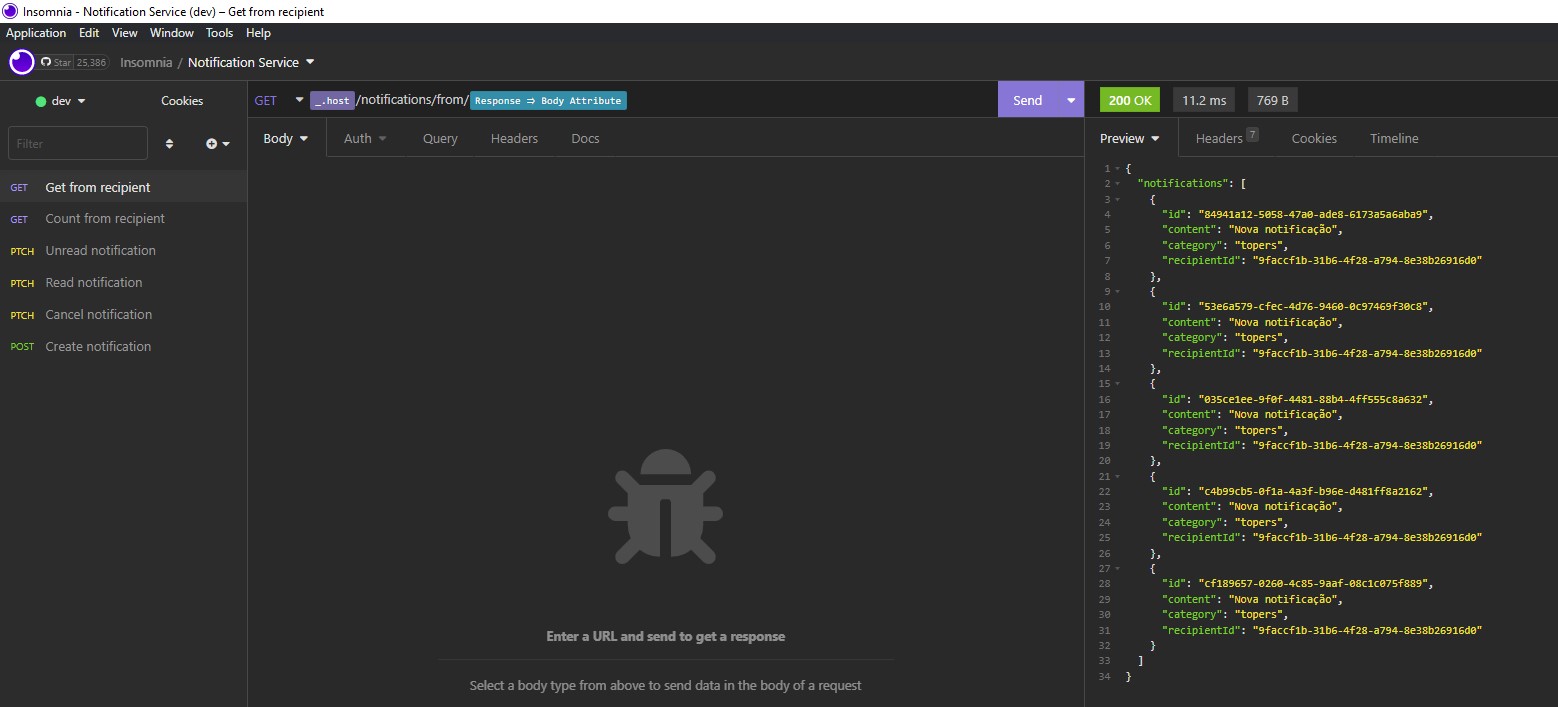 Insomnia - Notification Service (dev) – Get from recipient
Application Edit View Window Tools Help
Star 25,386 Insomnia / Notification Service
dev Cookies
Filter
GET Get from recipient
GET Count from recipient
PTCH Unread notification
PTCH Read notification
PTCH Cancel notification
POST Create notification
GET _.host /notifications/from/ Response ⇒ Body Attribute Send
Body Auth Query Headers Docs
Enter a URL and send to get a response
Select a body type from above to send data in the body of a request
200 OK 11.2 ms 769 B
Preview Headers 7 Cookies Timeline
1 {
2 "notifications": [
3 {
4 "id": "84941a12-5058-47a0-ade8-6173a5a6aba9",
5 "content": "Nova notificação",
6 "category": "topers",
7 "recipientId": "9faccf1b-31b6-4f28-a794-8e38b26916d0"
8 },
9 {
10 "id": "53e6a579-cfec-4d76-9460-0c97469f30c8",
11 "content": "Nova notificação",
12 "category": "topers",
13 "recipientId": "9faccf1b-31b6-4f28-a794-8e38b26916d0"
14 },
15 {
16 "id": "035ce1ee-9f0f-4481-88b4-4ff555c8a632",
17 "content": "Nova notificação",
18 "category": "topers",
19 "recipientId": "9faccf1b-31b6-4f28-a794-8e38b26916d0"
20 },
21 {
22 "id": "c4b99cb5-0f1a-4a3f-b96e-d481ff8a2162",
23 "content": "Nova notificação",
24 "category": "topers",
25 "recipientId": "9faccf1b-31b6-4f28-a794-8e38b26916d0"
26 },
27 {
28 "id": "cf189657-0260-4c85-9aaf-08c1c075f889",
29 "content": "Nova notificação",
30 "category": "topers",
31 "recipientId": "9faccf1b-31b6-4f28-a794-8e38b26916d0"
32 }
33 ]
34 }